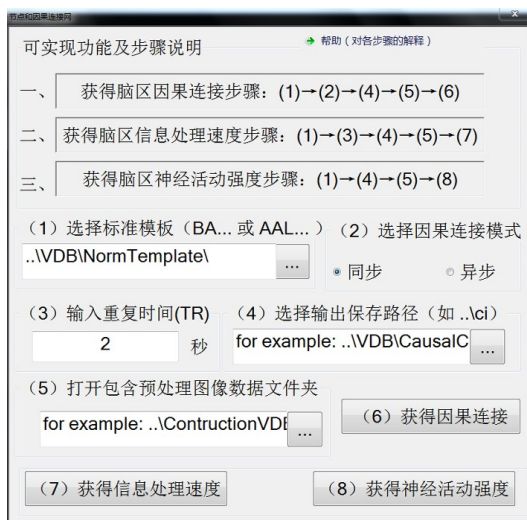 节点和因果连接网
可实现功能及步骤说明
帮助（对各步骤的解释）
一、 获得脑区因果连接步骤：(1)→(2)→(4)→(5)→(6)
二、 获得脑区信息处理速度步骤：(1)→(3)→(4)→(5)→(7)
三、 获得脑区神经活动强度步骤：(1)→(4)→(5)→(8)
（1）选择标准模板（BA... 或 AAL... ）
（2）选择因果连接模式
..\VDB\NormTemplate\
...
同步
异步
（3）输入重复时间(TR)
（4）选择输出保存路径（如 ..\ci）
2
秒
for example: ..\VDB\CausalC
...
（5）打开包含预处理图像数据文件夹
for example: ..\ContructionVDB
...
（6）获得因果连接
（7）获得信息处理速度
（8）获得神经活动强度